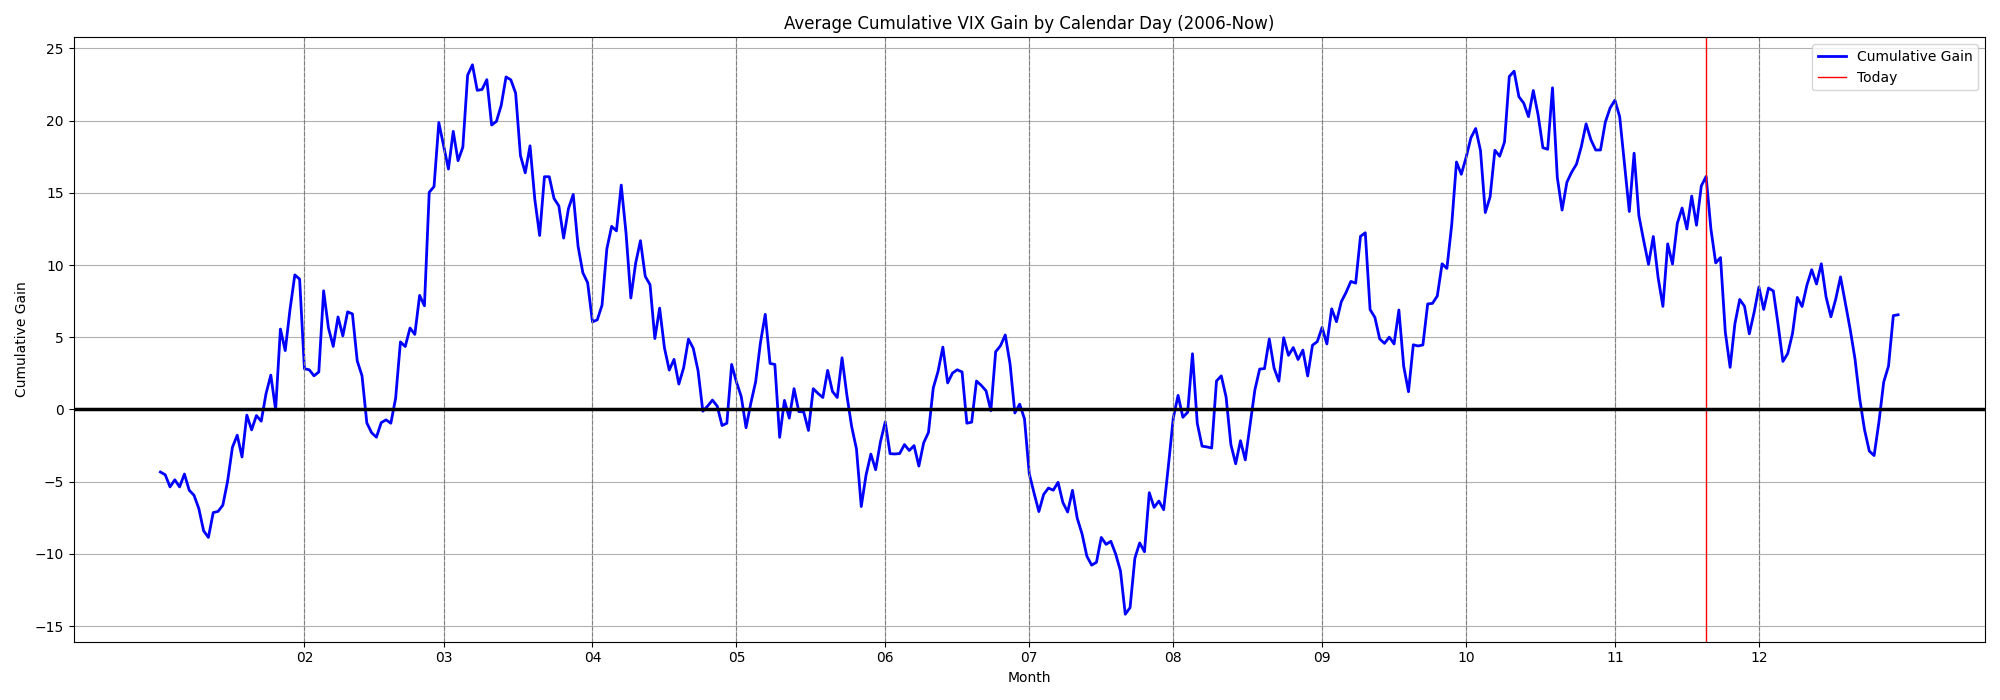 Average Cumulative VIX Gain by Calendar Day (2006-Now)
Cumulative Gain
Today
25
20
15
10
5
0
−5
−10
−15
Cumulative Gain
02 03 04 05 06 07 08 09 10 11 12
Month